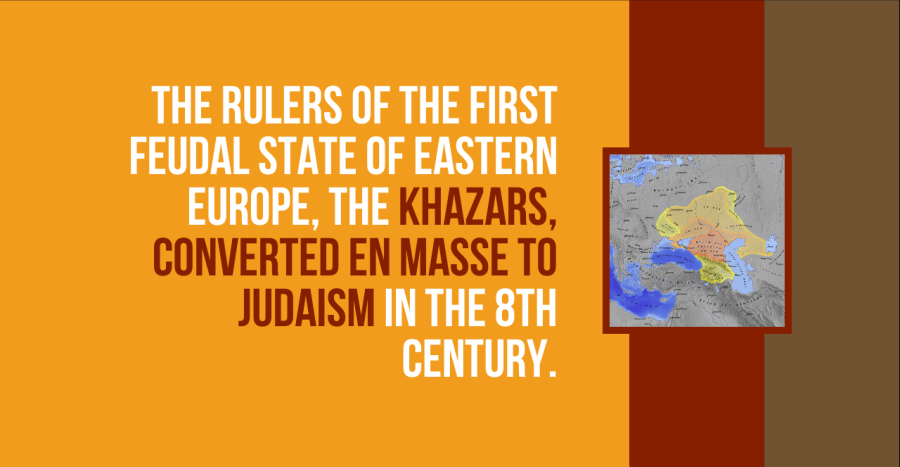 THE RULERS OF THE FIRST
FEUDAL STATE OF EASTERN
EUROPE, THE KHAZARS,
CONVERTED EN MASSE TO
JUDAISM IN THE 8TH
CENTURY.